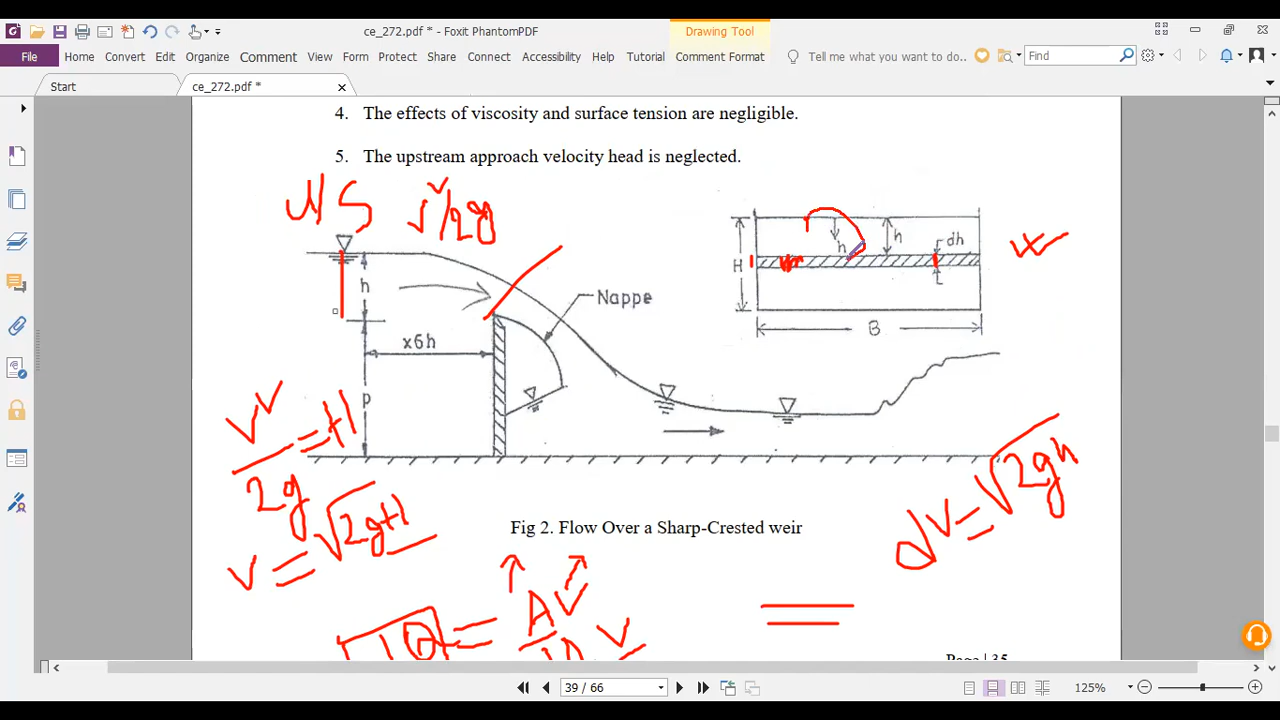 ce_272.pdf * - Foxit PhantomPDF
Drawing Tool
File Home Convert Edit Organize Comment View Form Protect Share Connect Accessibility Help Tutorial Comment Format Tell me what you want to do... Find
Start ce_272.pdf *
4. The effects of viscosity and surface tension are negligible.
5. The upstream approach velocity head is neglected.
U/S V²/2g
H h h dh
h
Nappe
B
x6h
P
V²/2g = H
V = √2gH
dV = √2gh
Fig 2. Flow Over a Sharp-Crested weir
Q = AV
V
Page | 35
39 / 66
125%